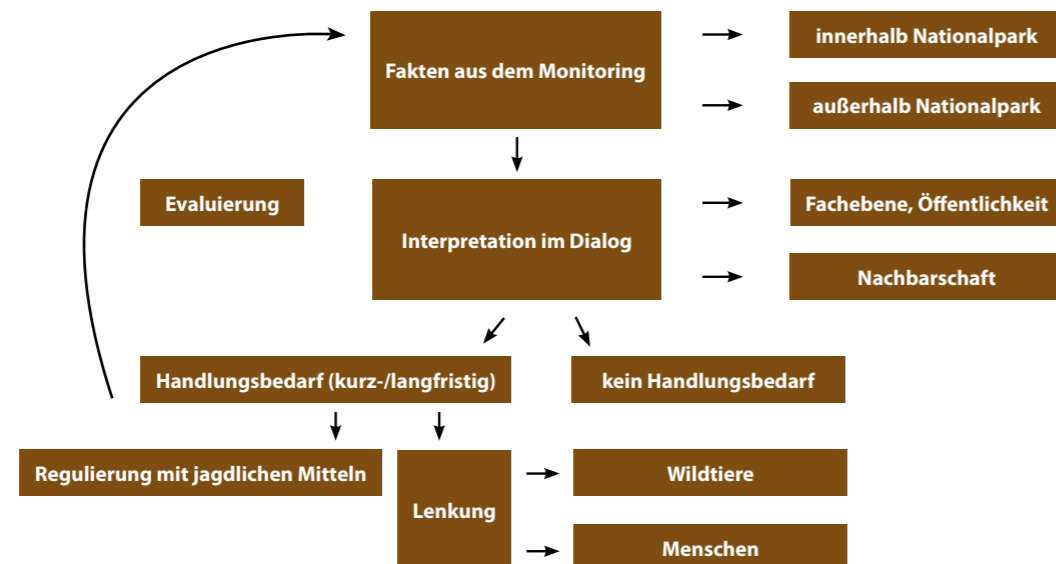 Fakten aus dem Monitoring
innerhalb Nationalpark
außerhalb Nationalpark
Evaluierung
Interpretation im Dialog
Fachebene, Öffentlichkeit
Nachbarschaft
Handlungsbedarf (kurz-/langfristig)
kein Handlungsbedarf
Regulierung mit jagdlichen Mitteln
Lenkung
Wildtiere
Menschen